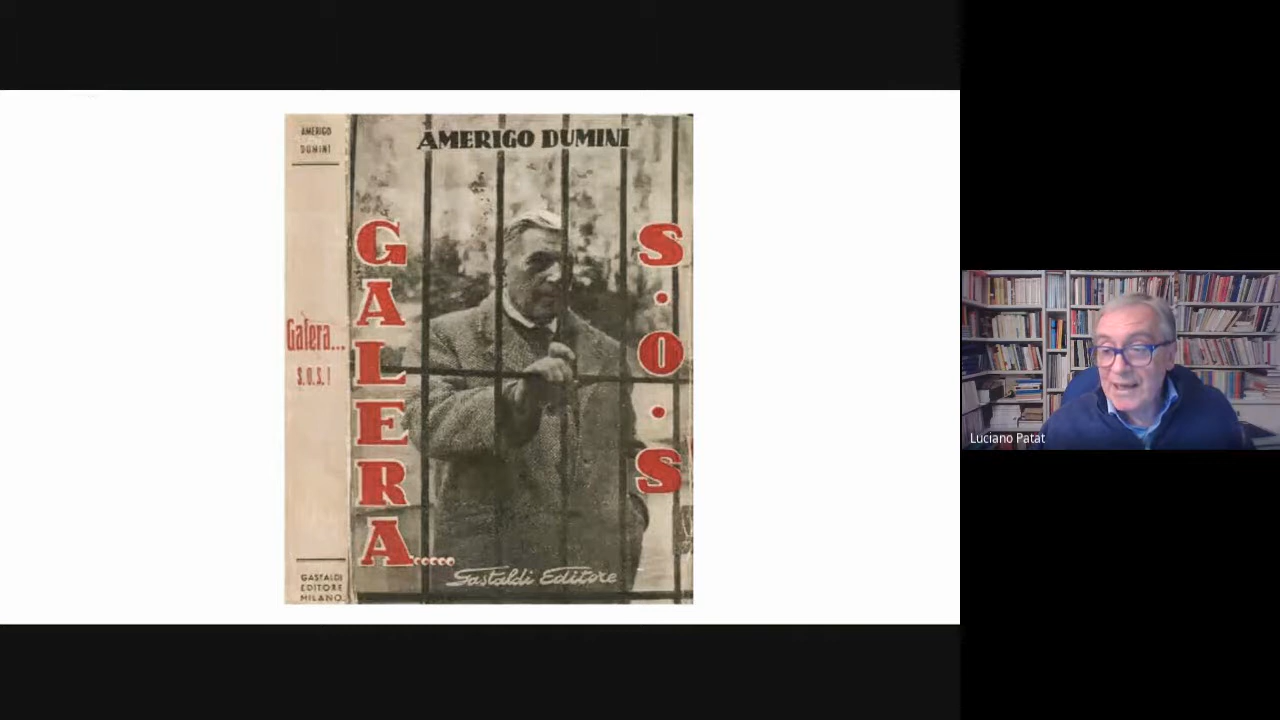 AMERIGO
DUMINI
Galera...
S.O.S.!
GASTALDI
EDITORE
MILANO
AMERIGO DUMINI
GALERA.....
S.O.S
Gastaldi Editore
Luciano Patat